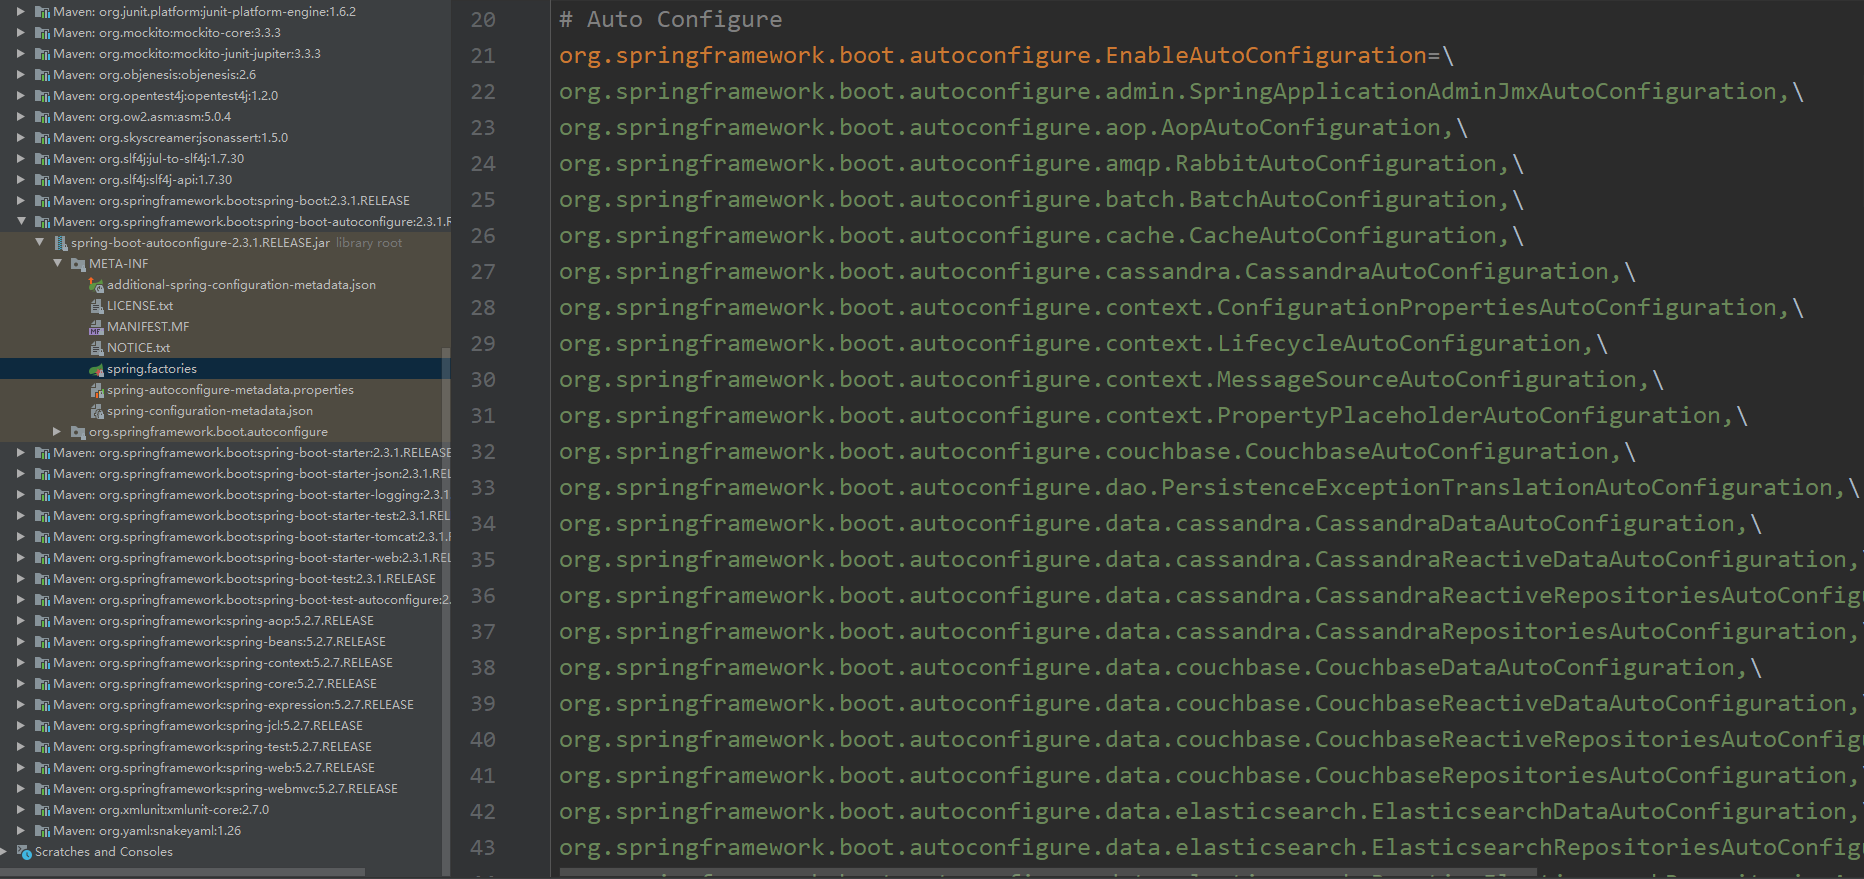 Maven: org.junit.platform:junit-platform-engine:1.6.2
Maven: org.mockito:mockito-core:3.3.3
Maven: org.mockito:mockito-junit-jupiter:3.3.3
Maven: org.objenesis:objenesis:2.6
Maven: org.opentest4j:opentest4j:1.2.0
Maven: org.ow2.asm:asm:5.0.4
Maven: org.skyscreamer:jsonassert:1.5.0
Maven: org.slf4j:jul-to-slf4j:1.7.30
Maven: org.slf4j:slf4j-api:1.7.30
Maven: org.springframework.boot:spring-boot:2.3.1.RELEASE
Maven: org.springframework.boot:spring-boot-autoconfigure:2.3.1.R
spring-boot-autoconfigure-2.3.1.RELEASE.jar library root
META-INF
additional-spring-configuration-metadata.json
LICENSE.txt
MANIFEST.MF
NOTICE.txt
spring.factories
spring-autoconfigure-metadata.properties
spring-configuration-metadata.json
org.springframework.boot.autoconfigure
Maven: org.springframework.boot:spring-boot-starter:2.3.1.RELEASE
Maven: org.springframework.boot:spring-boot-starter-json:2.3.1.REL
Maven: org.springframework.boot:spring-boot-starter-logging:2.3.1
Maven: org.springframework.boot:spring-boot-starter-test:2.3.1.REL
Maven: org.springframework.boot:spring-boot-starter-tomcat:2.3.1.
Maven: org.springframework.boot:spring-boot-starter-web:2.3.1.REL
Maven: org.springframework.boot:spring-boot-test:2.3.1.RELEASE
Maven: org.springframework.boot:spring-boot-test-autoconfigure:2.
Maven: org.springframework:spring-aop:5.2.7.RELEASE
Maven: org.springframework:spring-beans:5.2.7.RELEASE
Maven: org.springframework:spring-context:5.2.7.RELEASE
Maven: org.springframework:spring-core:5.2.7.RELEASE
Maven: org.springframework:spring-expression:5.2.7.RELEASE
Maven: org.springframework:spring-jcl:5.2.7.RELEASE
Maven: org.springframework:spring-test:5.2.7.RELEASE
Maven: org.springframework:spring-web:5.2.7.RELEASE
Maven: org.springframework:spring-webmvc:5.2.7.RELEASE
Maven: org.xmlunit:xmlunit-core:2.7.0
Maven: org.yaml:snakeyaml:1.26
Scratches and Consoles
20 # Auto Configure
21 org.springframework.boot.autoconfigure.EnableAutoConfiguration=\
22 org.springframework.boot.autoconfigure.admin.SpringApplicationAdminJmxAutoConfiguration,\
23 org.springframework.boot.autoconfigure.aop.AopAutoConfiguration,\
24 org.springframework.boot.autoconfigure.amqp.RabbitAutoConfiguration,\
25 org.springframework.boot.autoconfigure.batch.BatchAutoConfiguration,\
26 org.springframework.boot.autoconfigure.cache.CacheAutoConfiguration,\
27 org.springframework.boot.autoconfigure.cassandra.CassandraAutoConfiguration,\
28 org.springframework.boot.autoconfigure.context.ConfigurationPropertiesAutoConfiguration,\
29 org.springframework.boot.autoconfigure.context.LifecycleAutoConfiguration,\
30 org.springframework.boot.autoconfigure.context.MessageSourceAutoConfiguration,\
31 org.springframework.boot.autoconfigure.context.PropertyPlaceholderAutoConfiguration,\
32 org.springframework.boot.autoconfigure.couchbase.CouchbaseAutoConfiguration,\
33 org.springframework.boot.autoconfigure.dao.PersistenceExceptionTranslationAutoConfiguration,\
34 org.springframework.boot.autoconfigure.data.cassandra.CassandraDataAutoConfiguration,\
35 org.springframework.boot.autoconfigure.data.cassandra.CassandraReactiveDataAutoConfiguration,\
36 org.springframework.boot.autoconfigure.data.cassandra.CassandraReactiveRepositoriesAutoConfigu
37 org.springframework.boot.autoconfigure.data.cassandra.CassandraRepositoriesAutoConfiguration,\
38 org.springframework.boot.autoconfigure.data.couchbase.CouchbaseDataAutoConfiguration,\
39 org.springframework.boot.autoconfigure.data.couchbase.CouchbaseReactiveDataAutoConfiguration,\
40 org.springframework.boot.autoconfigure.data.couchbase.CouchbaseReactiveRepositoriesAutoConfigu
41 org.springframework.boot.autoconfigure.data.couchbase.CouchbaseRepositoriesAutoConfiguration,\
42 org.springframework.boot.autoconfigure.data.elasticsearch.ElasticsearchDataAutoConfiguration,\
43 org.springframework.boot.autoconfigure.data.elasticsearch.ElasticsearchRepositoriesAutoConfigu